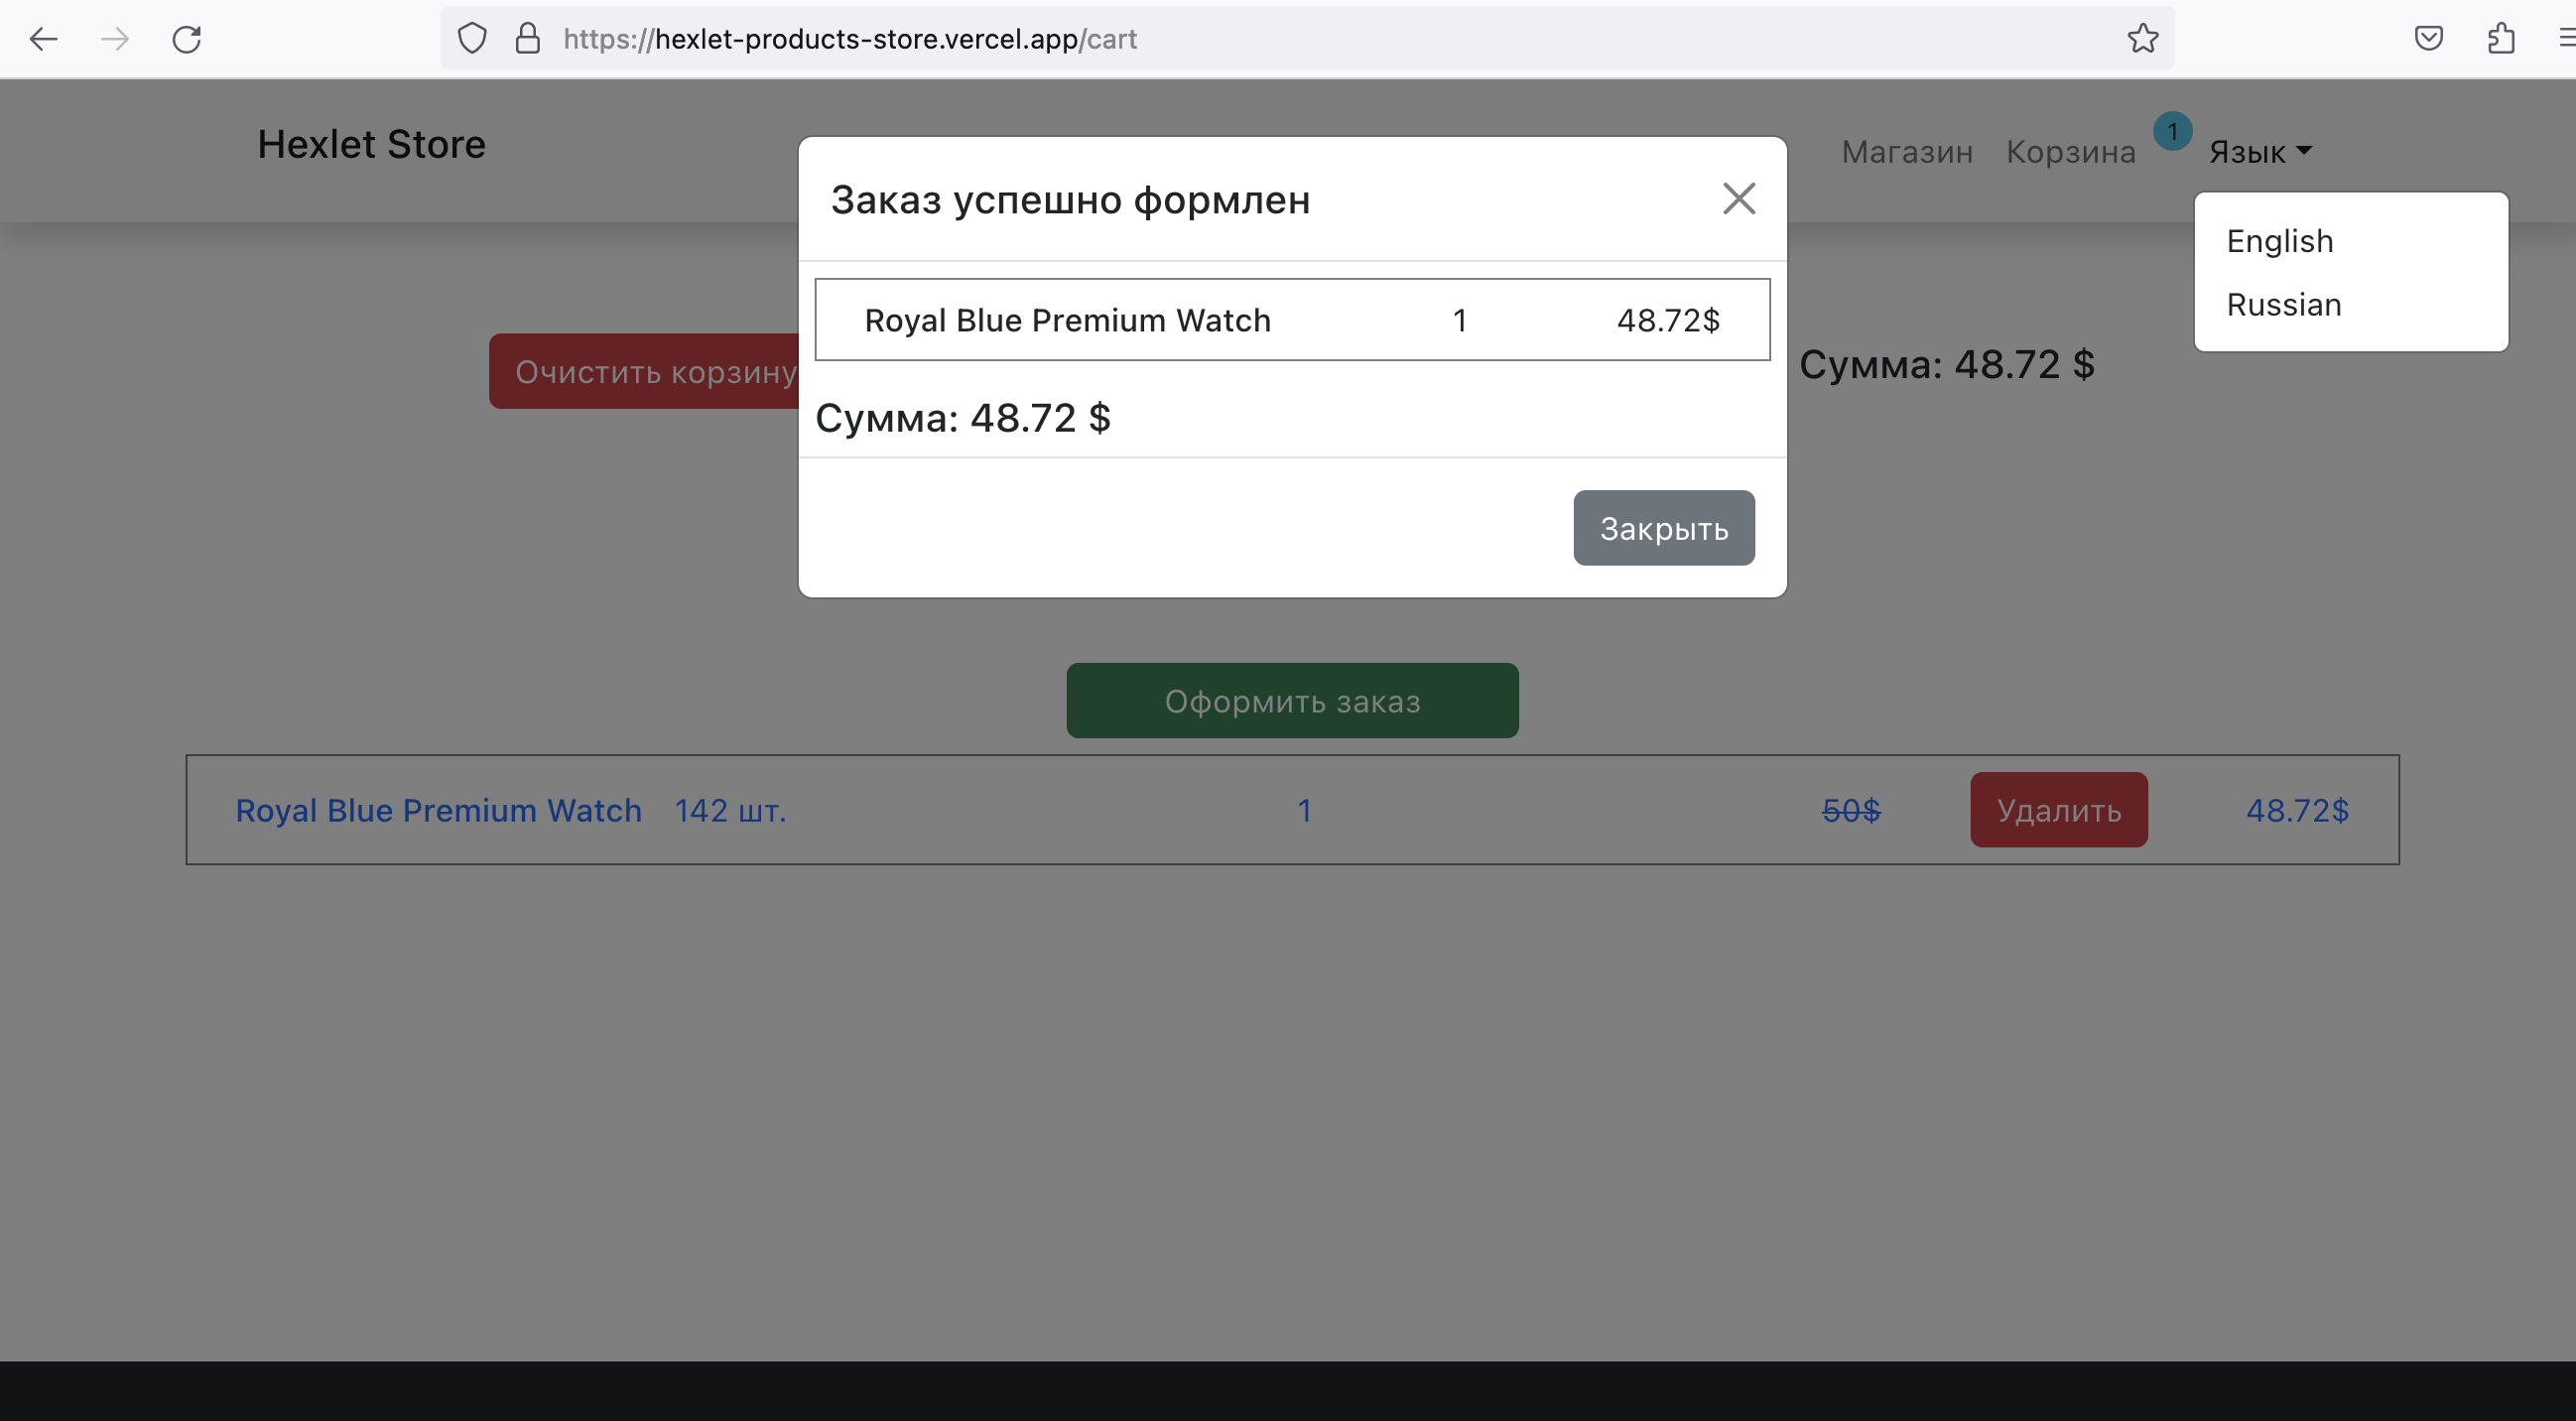 https://hexlet-products-store.vercel.app/cart
Hexlet Store
Магазин
Корзина
1
Язык
English
Russian
Заказ успешно формлен
Royal Blue Premium Watch 1 48.72$
Сумма: 48.72 $
Закрыть
Очистить корзину
Сумма: 48.72 $
Оформить заказ
Royal Blue Premium Watch 142 шт. 1 50$ Удалить 48.72$